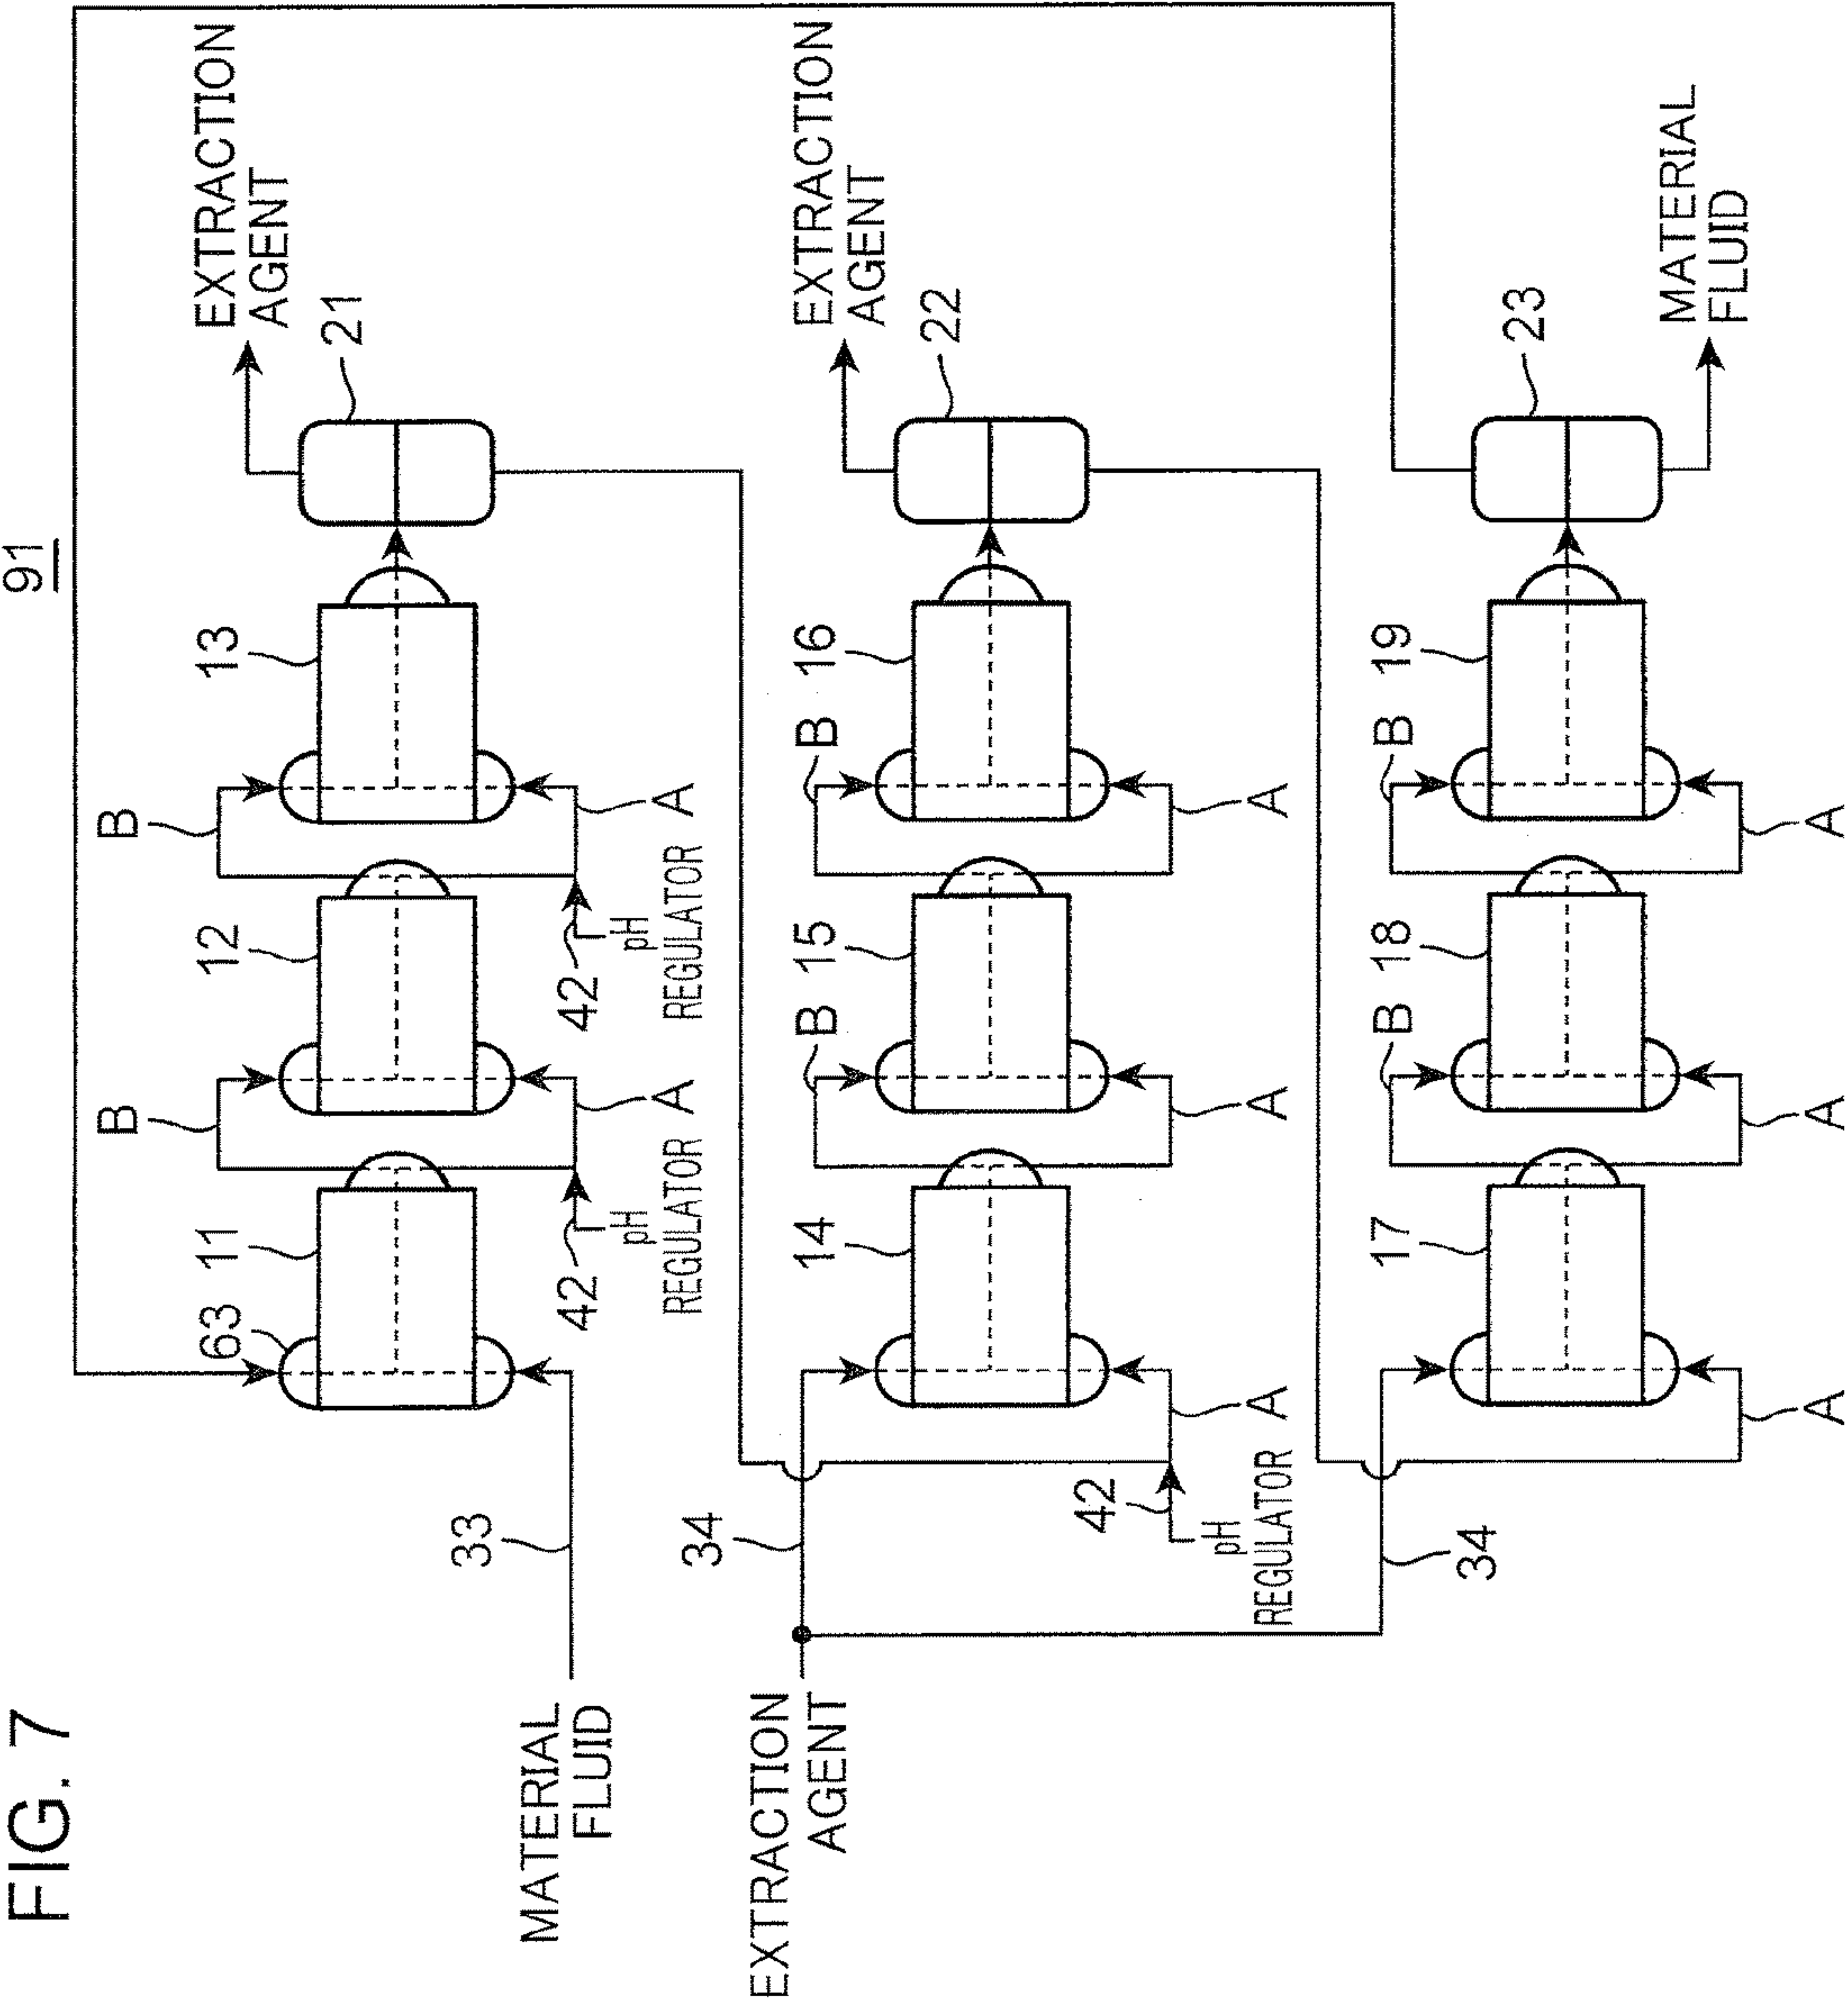 FIG. 7
91
EXTRACTION
AGENT
21
13
B
A
12
42
pH
REGULATOR
B
A
11
63
42
pH
REGULATOR
33
MATERIAL
FLUID
EXTRACTION
AGENT
22
16
B
A
15
B
A
14
A
42
pH
REGULATOR
34
EXTRACTION
AGENT
MATERIAL
FLUID
23
19
B
A
18
B
A
17
A
34